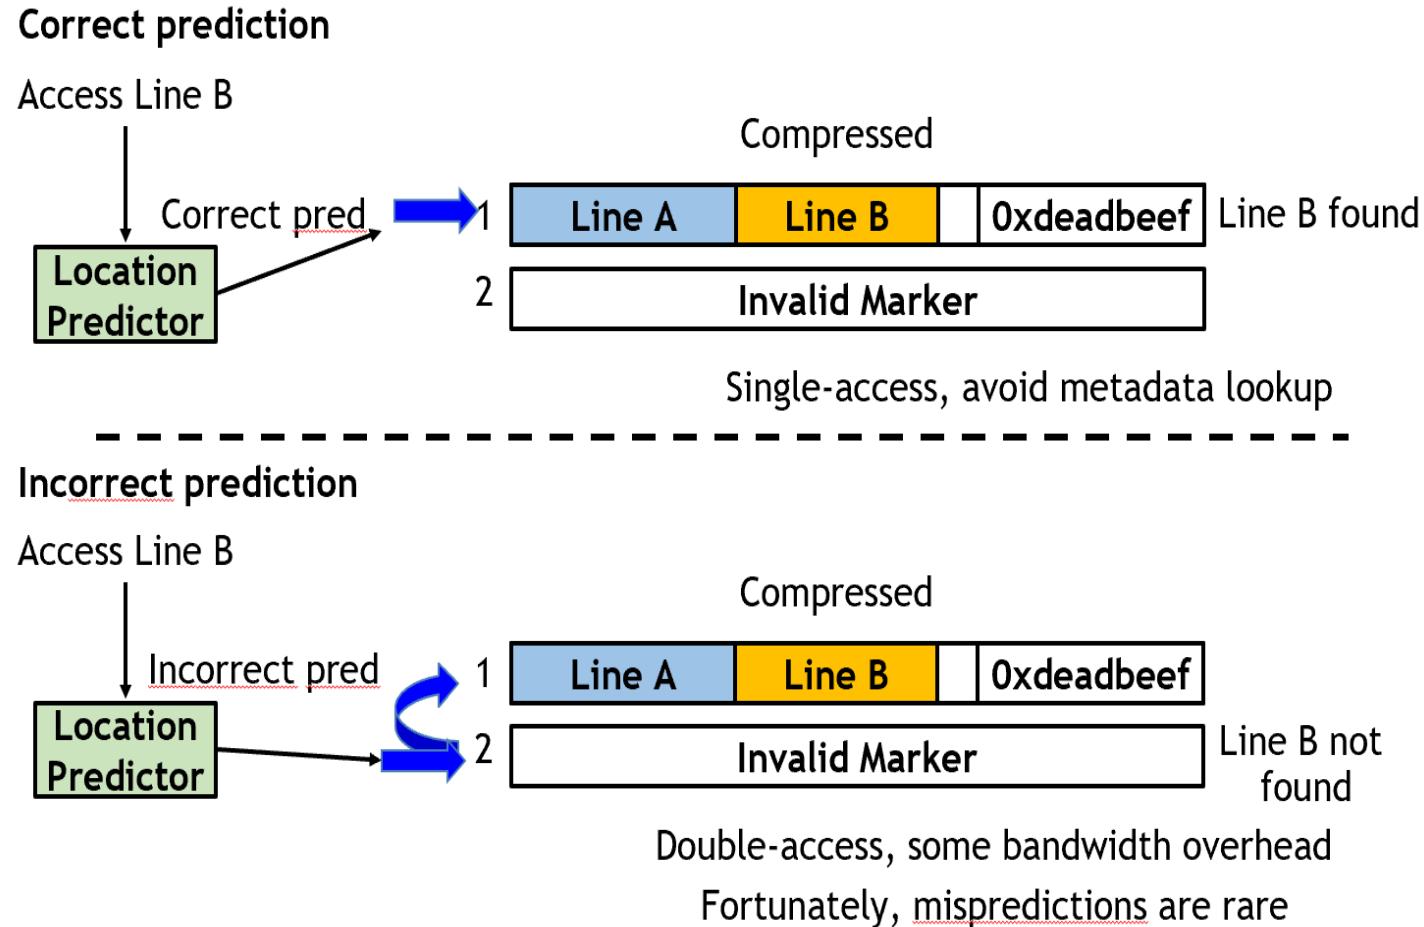 Correct prediction
Access Line B
Compressed
Correct pred
1
Line A
Line B
0xdeadbeef
Line B found
Location
Predictor
2
Invalid Marker
Single-access, avoid metadata lookup
Incorrect prediction
Access Line B
Compressed
Incorrect pred
1
Line A
Line B
0xdeadbeef
Location
Predictor
2
Invalid Marker
Line B not
found
Double-access, some bandwidth overhead
Fortunately, mispredictions are rare